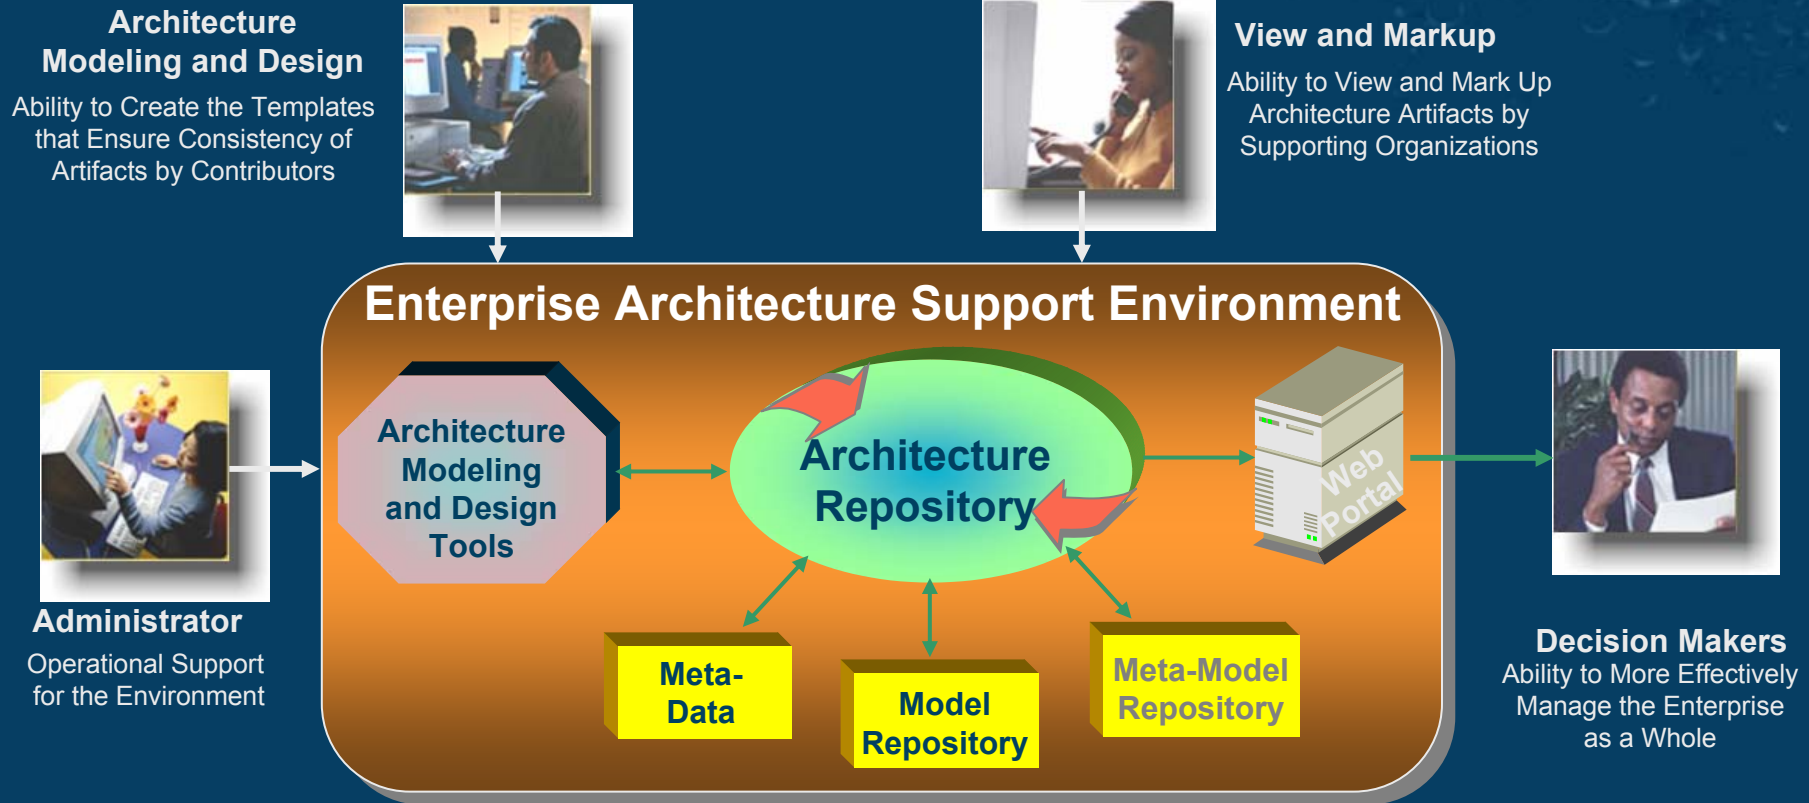 Architecture
Modeling and Design
Ability to Create the Templates
that Ensure Consistency of
Artifacts by Contributors
View and Markup
Ability to View and Mark Up
Architecture Artifacts by
Supporting Organizations
Enterprise Architecture Support Environment
Architecture
Modeling
and Design
Tools
Architecture
Repository
Web
Portal
Administrator
Operational Support
for the Environment
Meta-
Data
Model
Repository
Meta-Model
Repository
Decision Makers
Ability to More Effectively
Manage the Enterprise
as a Whole